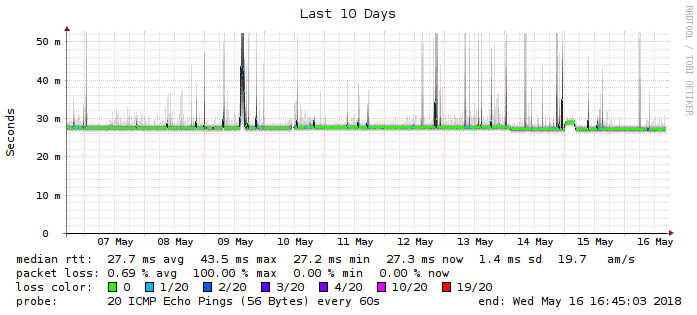 Last 10 Days
RRDTOOL / TOBI OETIKER
Seconds
50 m
40 m
30 m
20 m
10 m
0
07 May 08 May 09 May 10 May 11 May 12 May 13 May 14 May 15 May 16 May
median rtt: 27.7 ms avg 43.5 ms max 27.2 ms min 27.3 ms now 1.4 ms sd 19.7 am/s
packet loss: 0.69 % avg 100.00 % max 0.00 % min 0.00 % now
loss color: 0 1/20 2/20 3/20 4/20 10/20 19/20
probe: 20 ICMP Echo Pings (56 Bytes) every 60s end: Wed May 16 16:45:03 2018